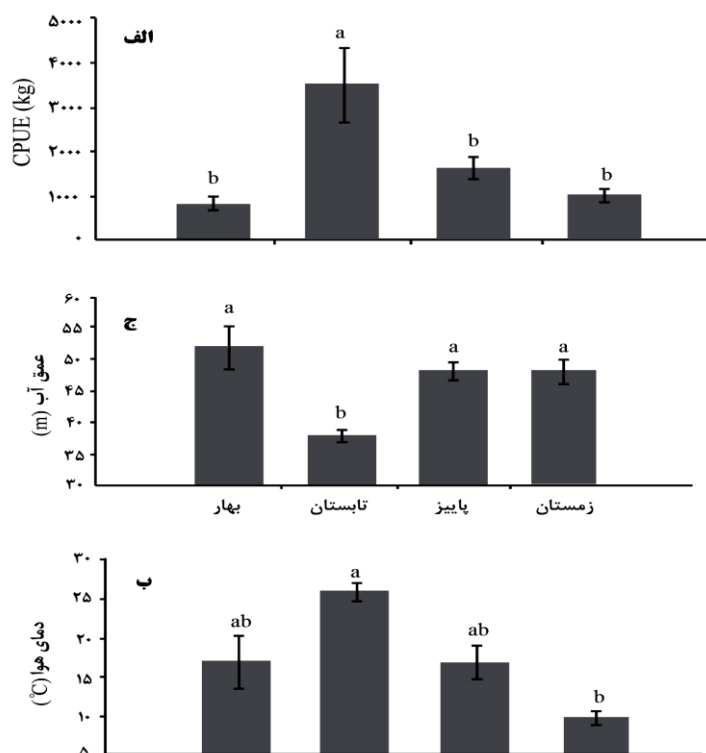 الف
CPUE (kg)
۵۰۰۰
۴۰۰۰
۳۰۰۰
۲۰۰۰
۱۰۰۰
۰
b
a
b
b
ج
عمق آب (m)
۶۰
۵۵
۵۰
۴۵
۴۰
۳۵
۳۰
a
b
a
a
بهار تابستان پاییز زمستان
ب
دمای هوا (℃)
۳۰
۲۵
۲۰
۱۵
۱۰
۵
ab
a
ab
b